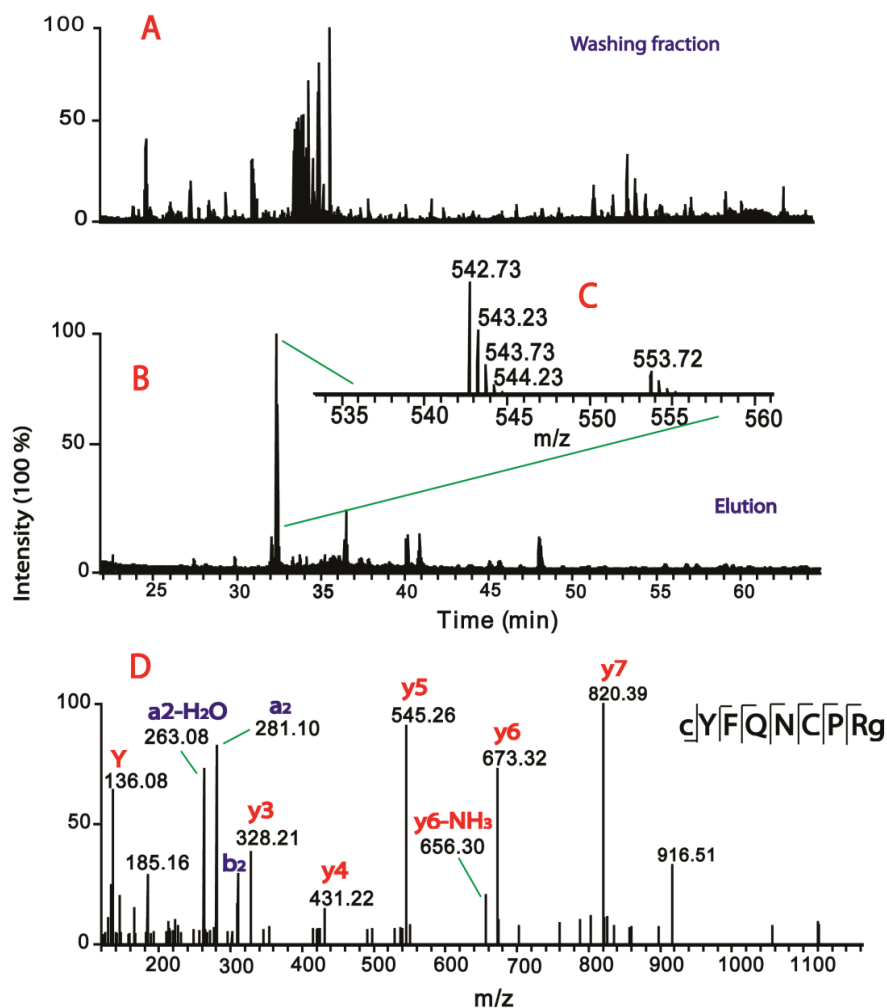 A
Washing fraction
100
50
0
542.73
C
543.23
543.73
544.23
553.72
535 540 545 550 555 560
m/z
B
100
50
0
Elution
25 30 35 40 45 50 55 60
Time (min)
Intensity (100 %)
D
100
50
0
Y
136.08
185.16
a2-H₂O
263.08
a₂
281.10
b₂
y3
328.21
y4
431.22
y5
545.26
y6-NH₃
656.30
y6
673.32
y7
820.39
916.51
cYFQNCPRg
200 300 400 500 600 700 800 900 1000 1100
m/z